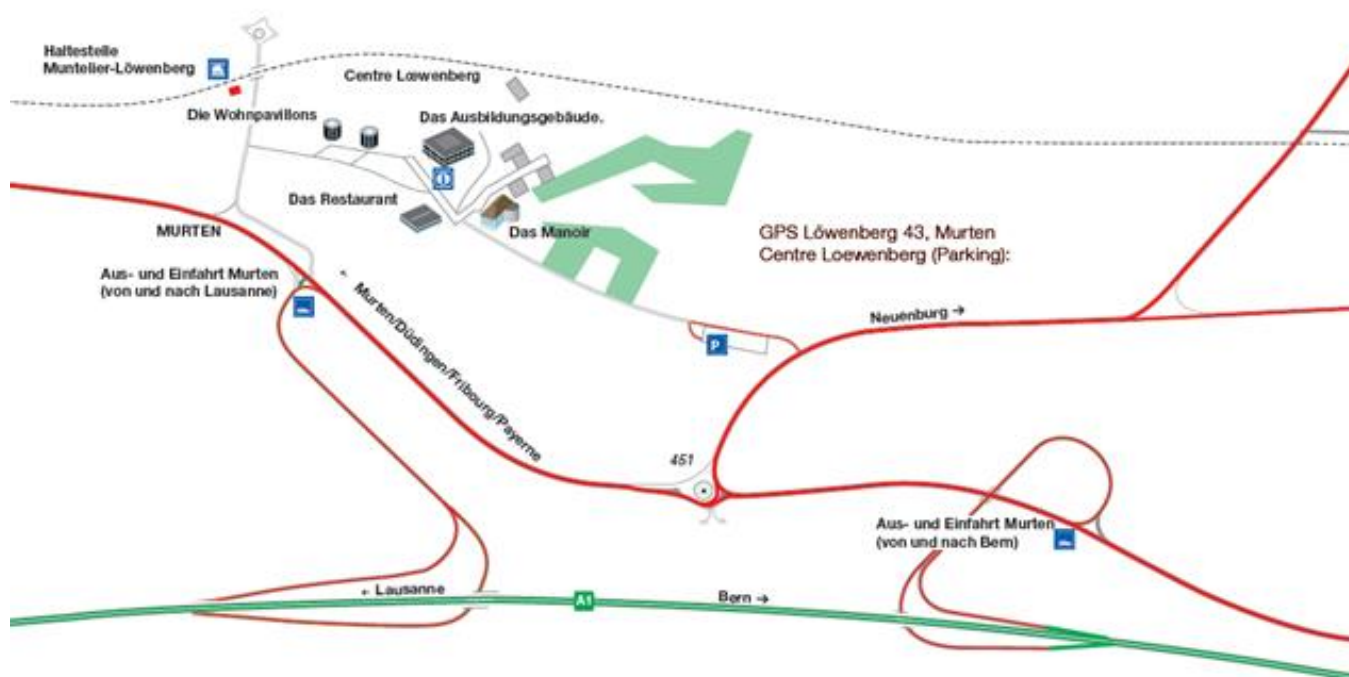 Haltestelle
Muntelier-Löwenberg
Centre Lœwenberg
Die Wohnpavillons
Das Ausbildungsgebäude.
Das Restaurant
Das Manoir
MURTEN
GPS Löwenberg 43, Murten
Centre Loewenberg (Parking):
Aus- und Einfahrt Murten
(von und nach Lausanne)
← Murten/Düdingen/Fribourg/Payerne
Neuenburg →
P
451
Aus- und Einfahrt Murten
(von und nach Bern)
← Lausanne
A1
Bern →